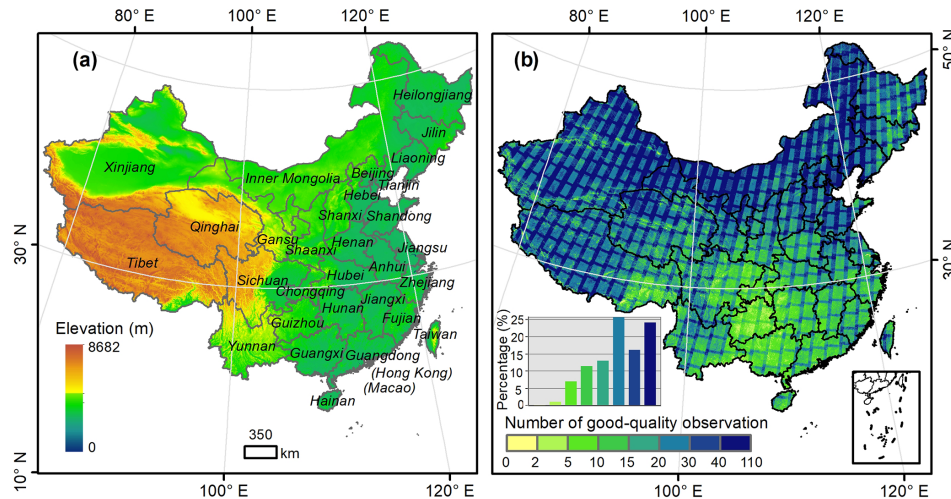 80° E
100° E
120° E
80° E
100° E
120° E
(a)
(b)
50° N
Heilongjiang
Jilin
Liaoning
Xinjiang
Inner Mongolia
Beijing
Tianjin
Hebei
Shanxi
Shandong
Qinghai
Gansu
Shaanxi
Henan
Jiangsu
30° N
30° N
Tibet
Anhui
Sichuan
Hubei
Zhejiang
Chongqing
Hunan
Jiangxi
Guizhou
Fujian
Taiwan
Yunnan
Guangxi
Guangdong
(Hong Kong)
(Macao)
Hainan
Elevation (m)
8682
0
350
km
10° N
100° E
120° E
Percentage (%)
25
20
15
10
5
0
Number of good-quality observation
0 2 5 10 15 20 30 40 110
100° E
120° E